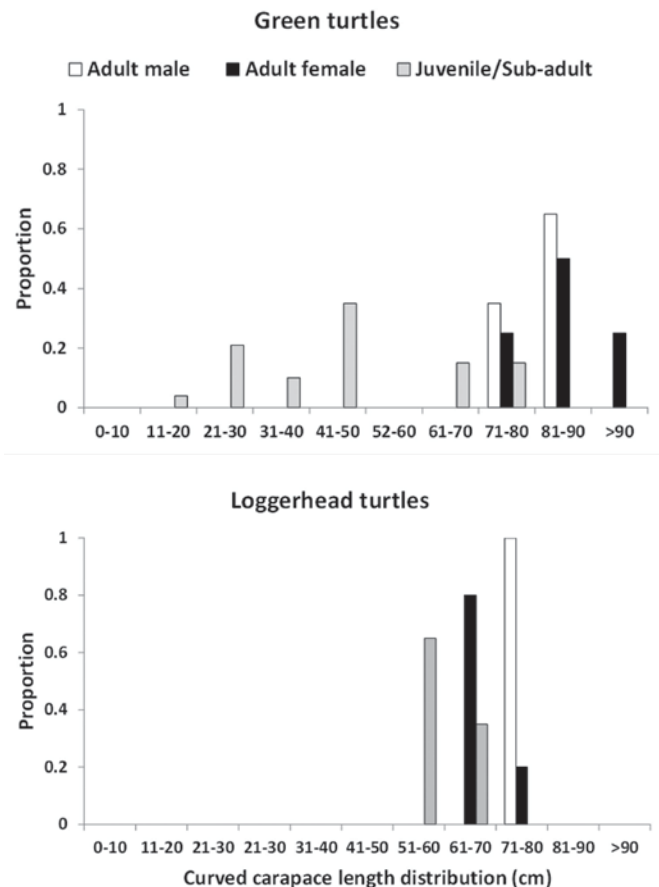 Green turtles
Adult male Adult female Juvenile/Sub-adult
Proportion
1
0.8
0.6
0.4
0.2
0
0-10 11-20 21-30 31-40 41-50 52-60 61-70 71-80 81-90 >90
Loggerhead turtles
Proportion
1
0.8
0.6
0.4
0.2
0
0-10 11-20 21-30 21-30 31-40 41-50 51-60 61-70 71-80 81-90 >90
Curved carapace length distribution (cm)